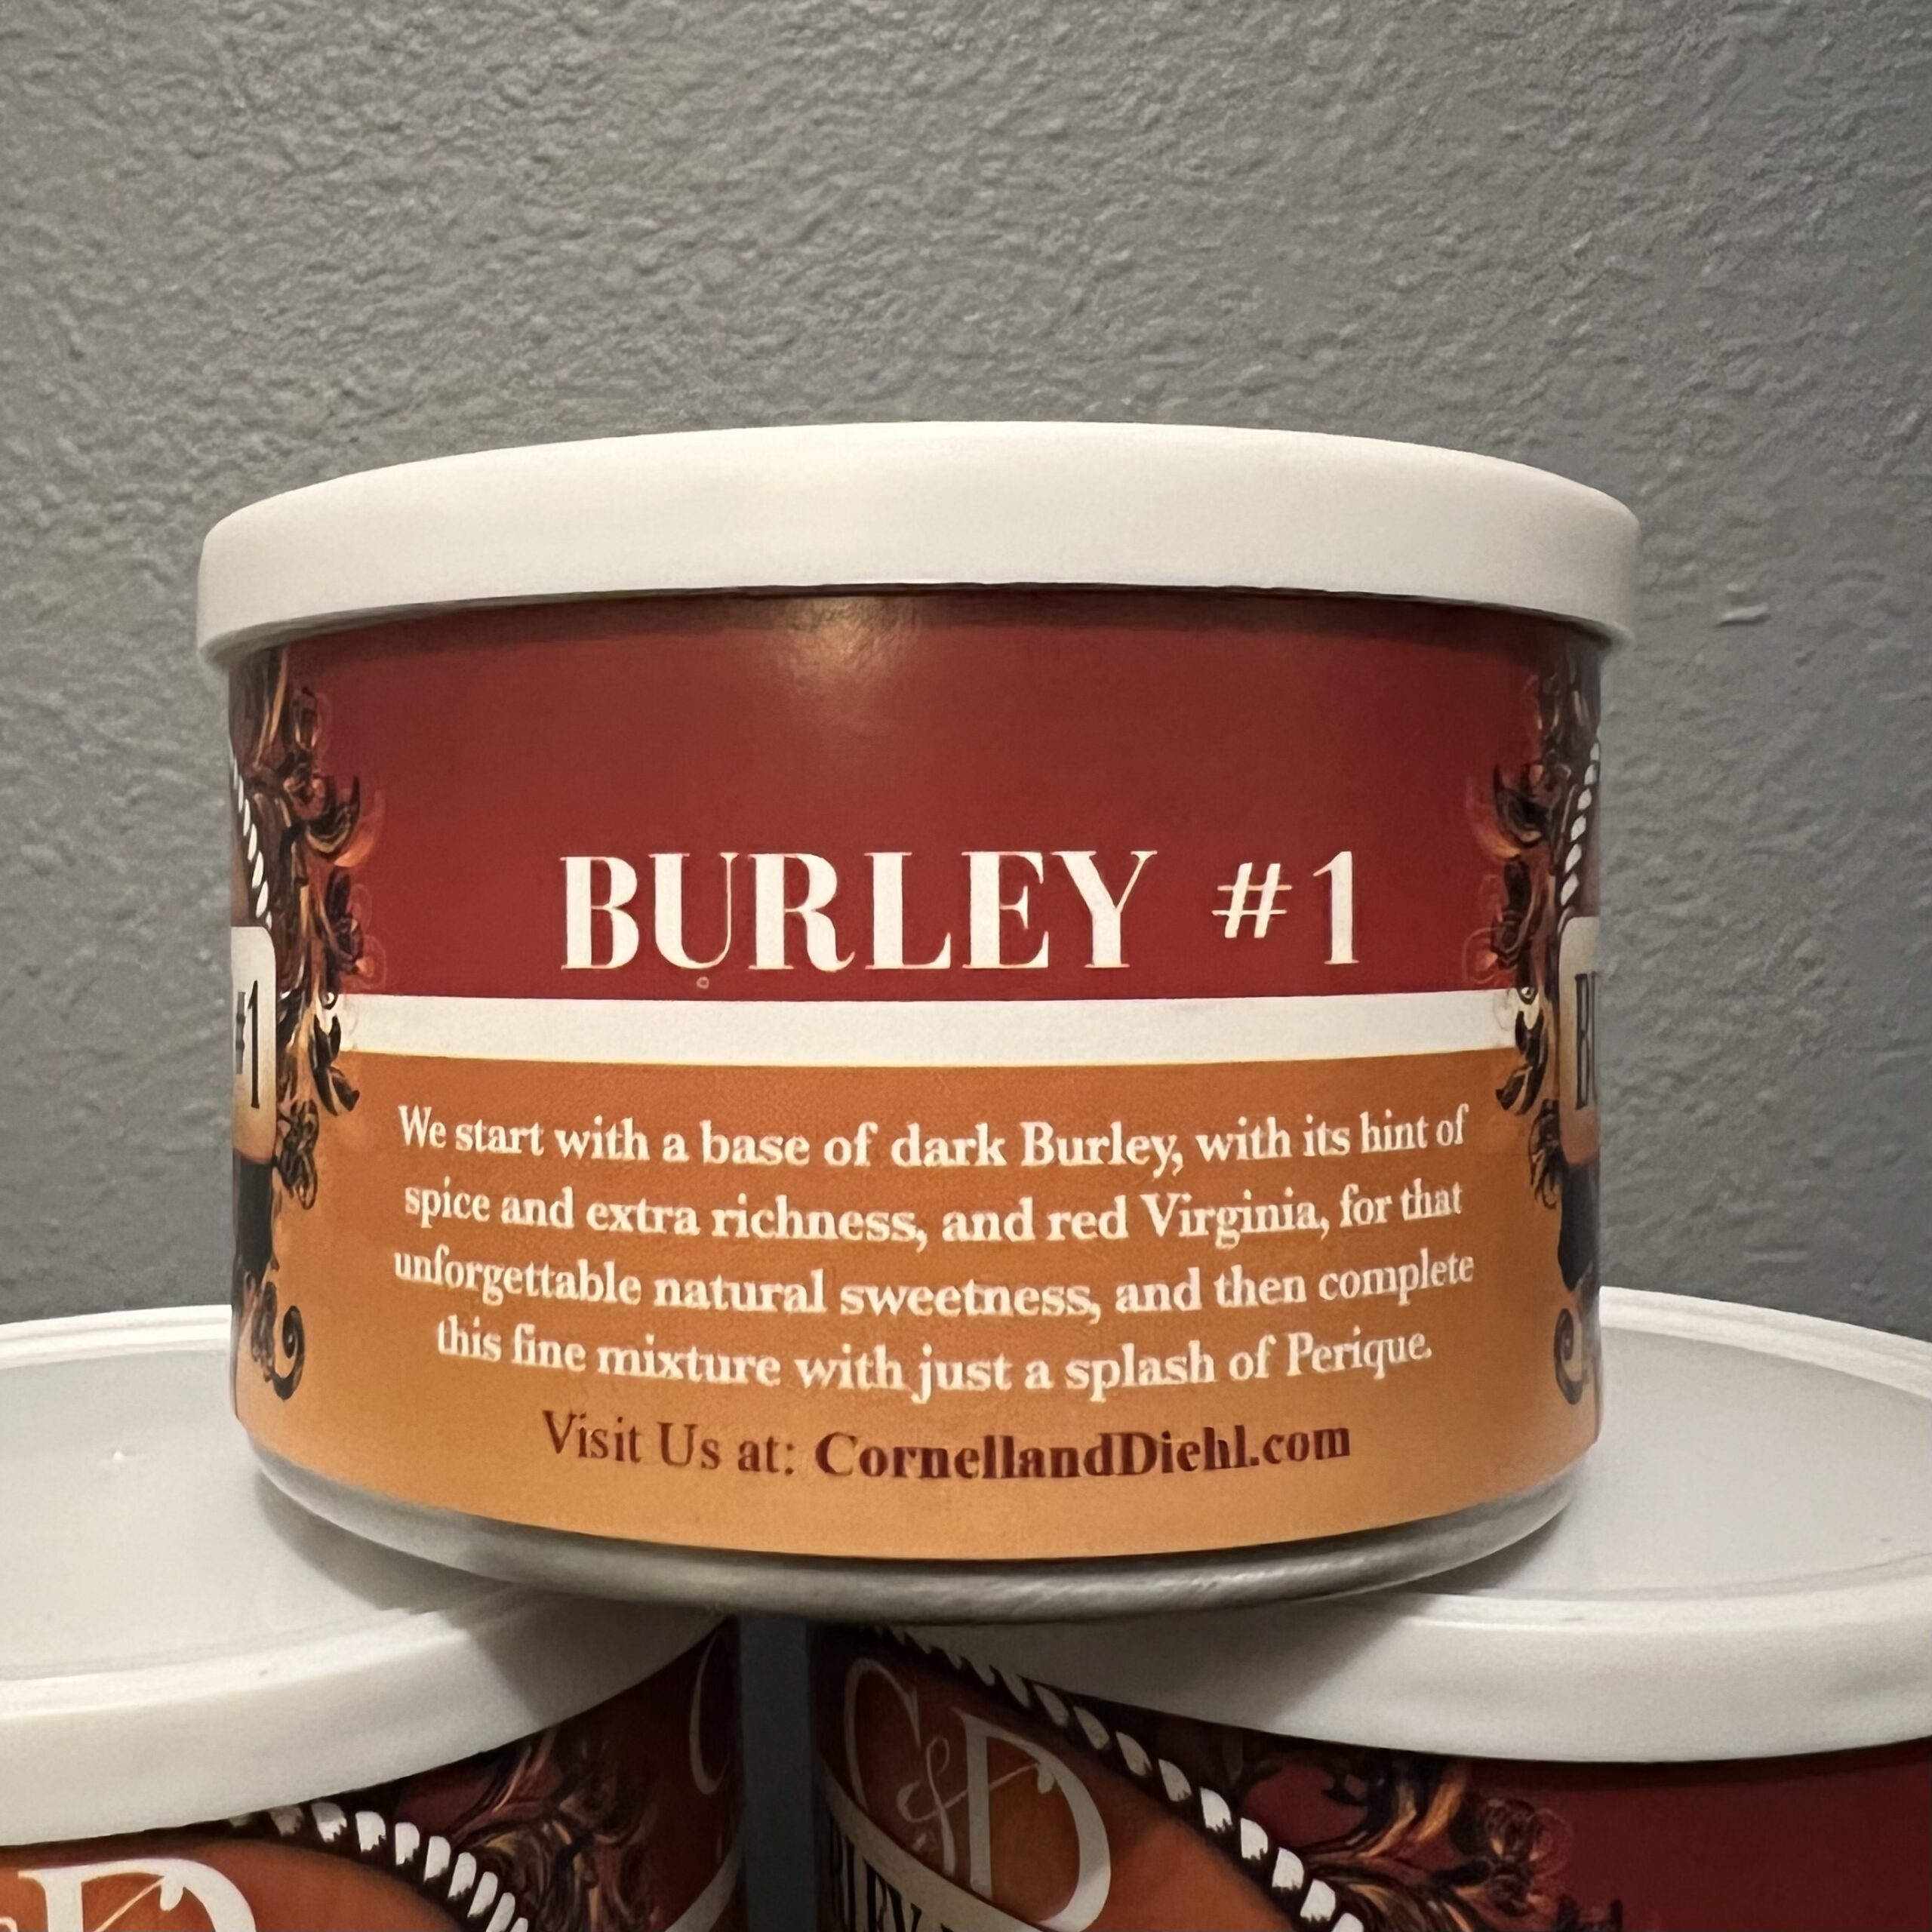 BURLEY #1
#1
We start with a base of dark Burley, with its hint of
spice and extra richness, and red Virginia, for that
unforgettable natural sweetness, and then complete
this fine mixture with just a splash of Perique.
Visit Us at: CornellandDiehl.com
C&D